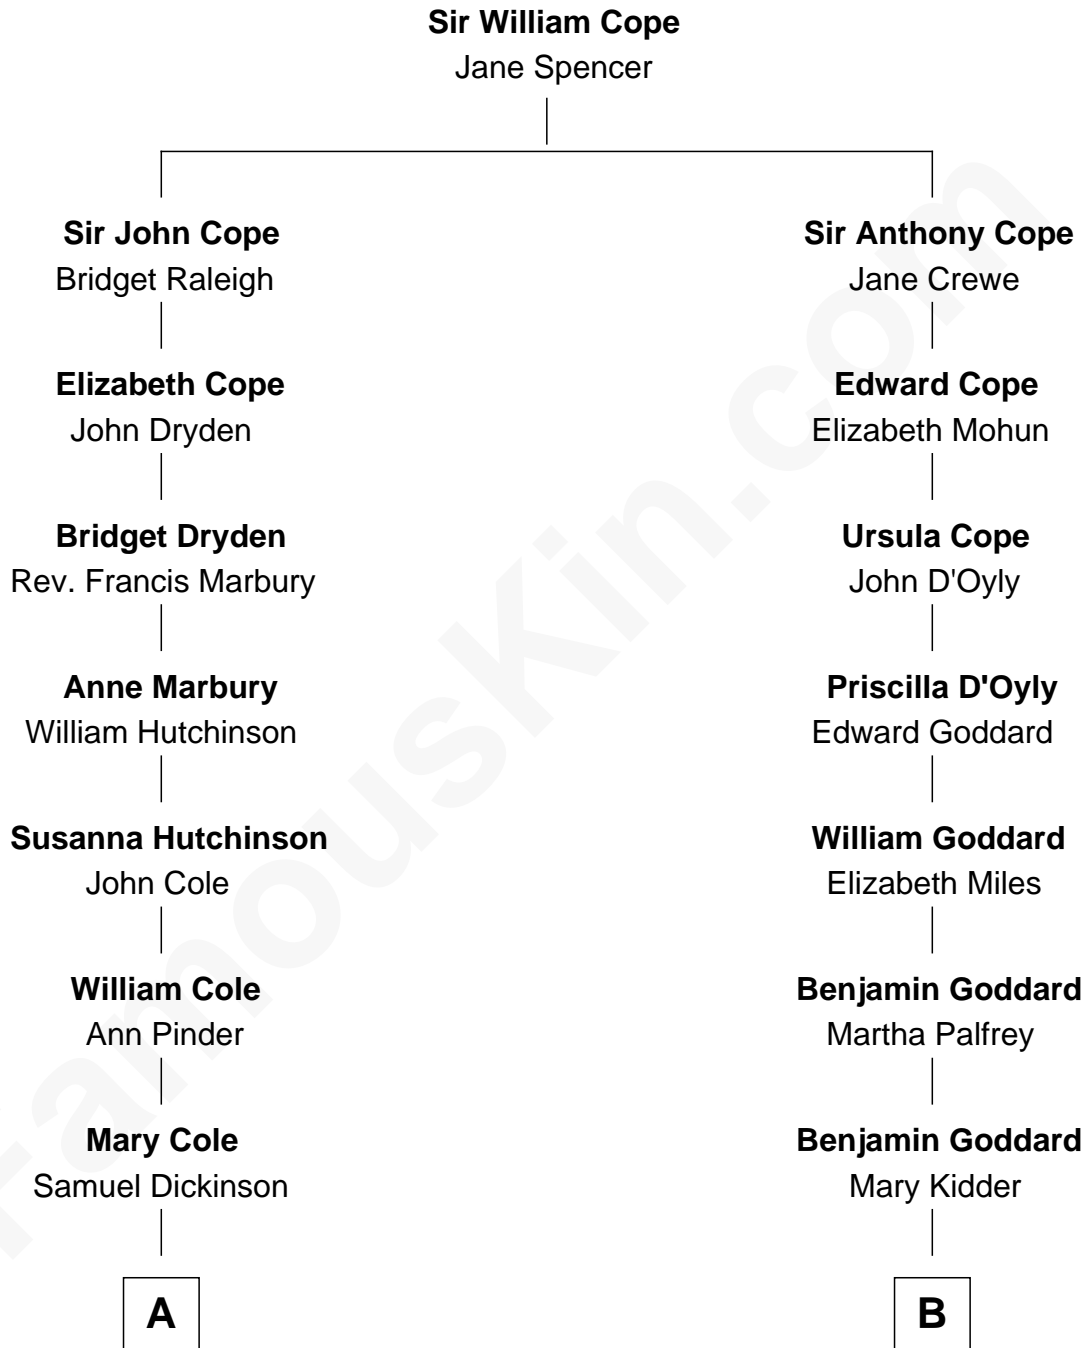 Sir William Cope
Jane Spencer
Sir John Cope
Bridget Raleigh
Elizabeth Cope
John Dryden
Bridget Dryden
Rev. Francis Marbury
Anne Marbury
William Hutchinson
Susanna Hutchinson
John Cole
William Cole
Ann Pinder
Mary Cole
Samuel Dickinson
A
Sir Anthony Cope
Jane Crewe
Edward Cope
Elizabeth Mohun
Ursula Cope
John D'Oyly
Priscilla D'Oyly
Edward Goddard
William Goddard
Elizabeth Miles
Benjamin Goddard
Martha Palfrey
Benjamin Goddard
Mary Kidder
B
FamousKin.com